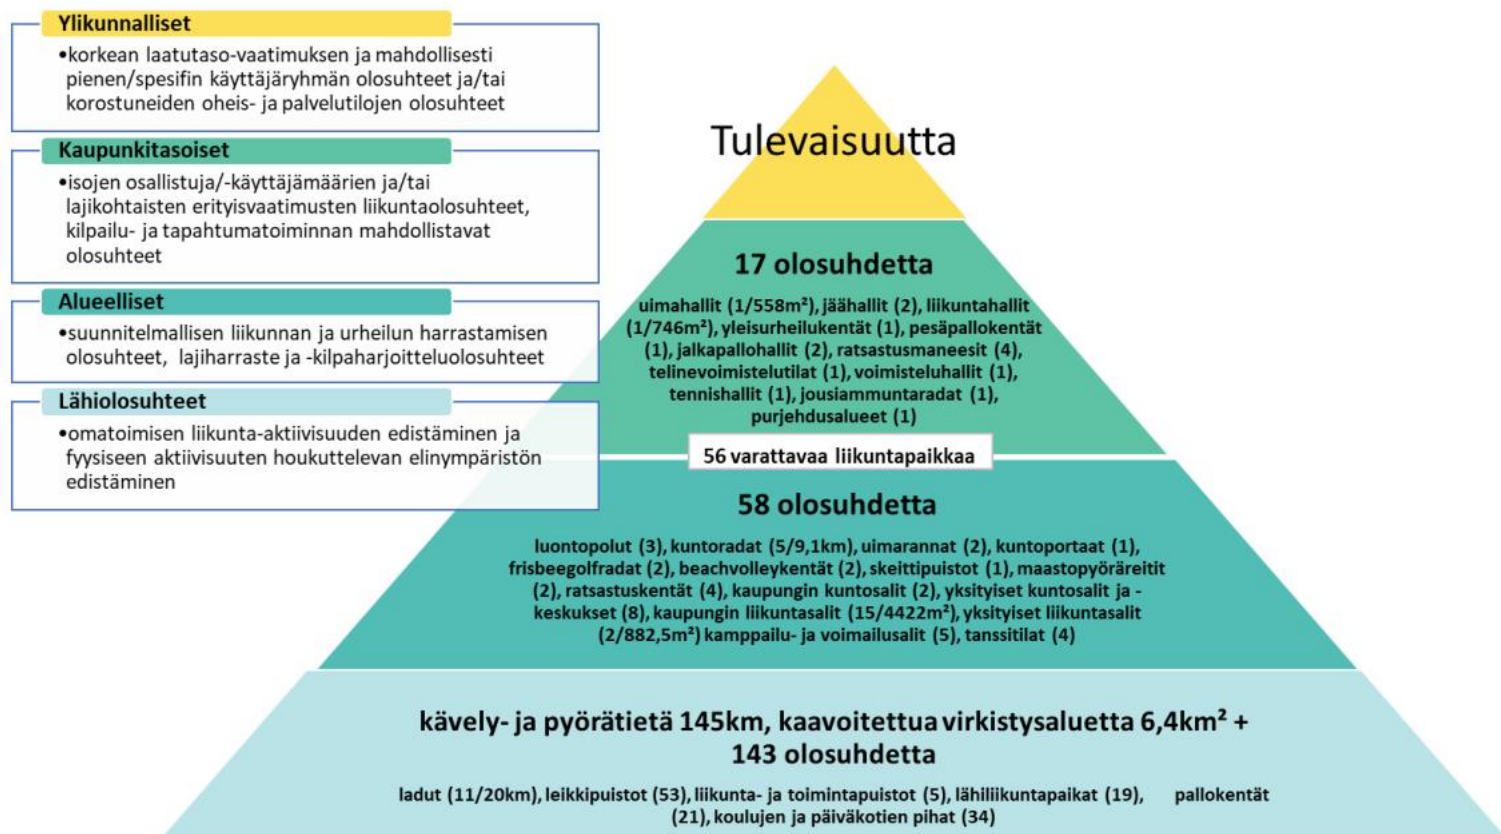 Ylikunnalliset
•korkean laatutaso-vaatimuksen ja mahdollisesti
pienen/spesifin käyttäjäryhmän olosuhteet ja/tai
korostuneiden oheis- ja palvelutilojen olosuhteet
Kaupunkitasoiset
•isojen osallistuja/-käyttäjämäärien ja/tai
lajikohtaisten erityisvaatimusten liikuntaolosuhteet,
kilpailu- ja tapahtumatoiminnan mahdollistavat
olosuhteet
Alueelliset
•suunnitelmallisen liikunnan ja urheilun harrastamisen
olosuhteet, lajiharraste ja -kilpaharjoitteluolosuhteet
Lähiolosuhteet
•omatoimisen liikunta-aktiivisuuden edistäminen ja
fyysiseen aktiivisuuten houkuttelevan elinympäristön
edistäminen
Tulevaisuutta
17 olosuhdetta
uimahallit (1/558m²), jäähallit (2), liikuntahallit
(1/746m²), yleisurheilukentät (1), pesäpallokentät
(1), jalkapallohallit (2), ratsastusmaneesit (4),
telinevoimistelutilat (1), voimisteluhallit (1),
tennishallit (1), jousiammuntaradat (1),
purjehdusalueet (1)
56 varattavaa liikuntapaikkaa
58 olosuhdetta
luontopolut (3), kuntoradat (5/9,1km), uimarannat (2), kuntoportaat (1),
frisbeegolfradat (2), beachvolleykentät (2), skeittipuistot (1), maastopyöräreitit
(2), ratsastuskentät (4), kaupungin kuntosalit (2), yksityiset kuntosalit ja -
keskukset (8), kaupungin liikuntasalit (15/4422m²), yksityiset liikuntasalit
(2/882,5m²) kamppailu- ja voimailusalit (5), tanssitilat (4)
kävely- ja pyörätietä 145km, kaavoitettua virkistysaluetta 6,4km² +
143 olosuhdetta
ladut (11/20km), leikkipuistot (53), liikunta- ja toimintapuistot (5), lähiliikuntapaikat (19), pallokentät
(21), koulujen ja päiväkotien pihat (34)